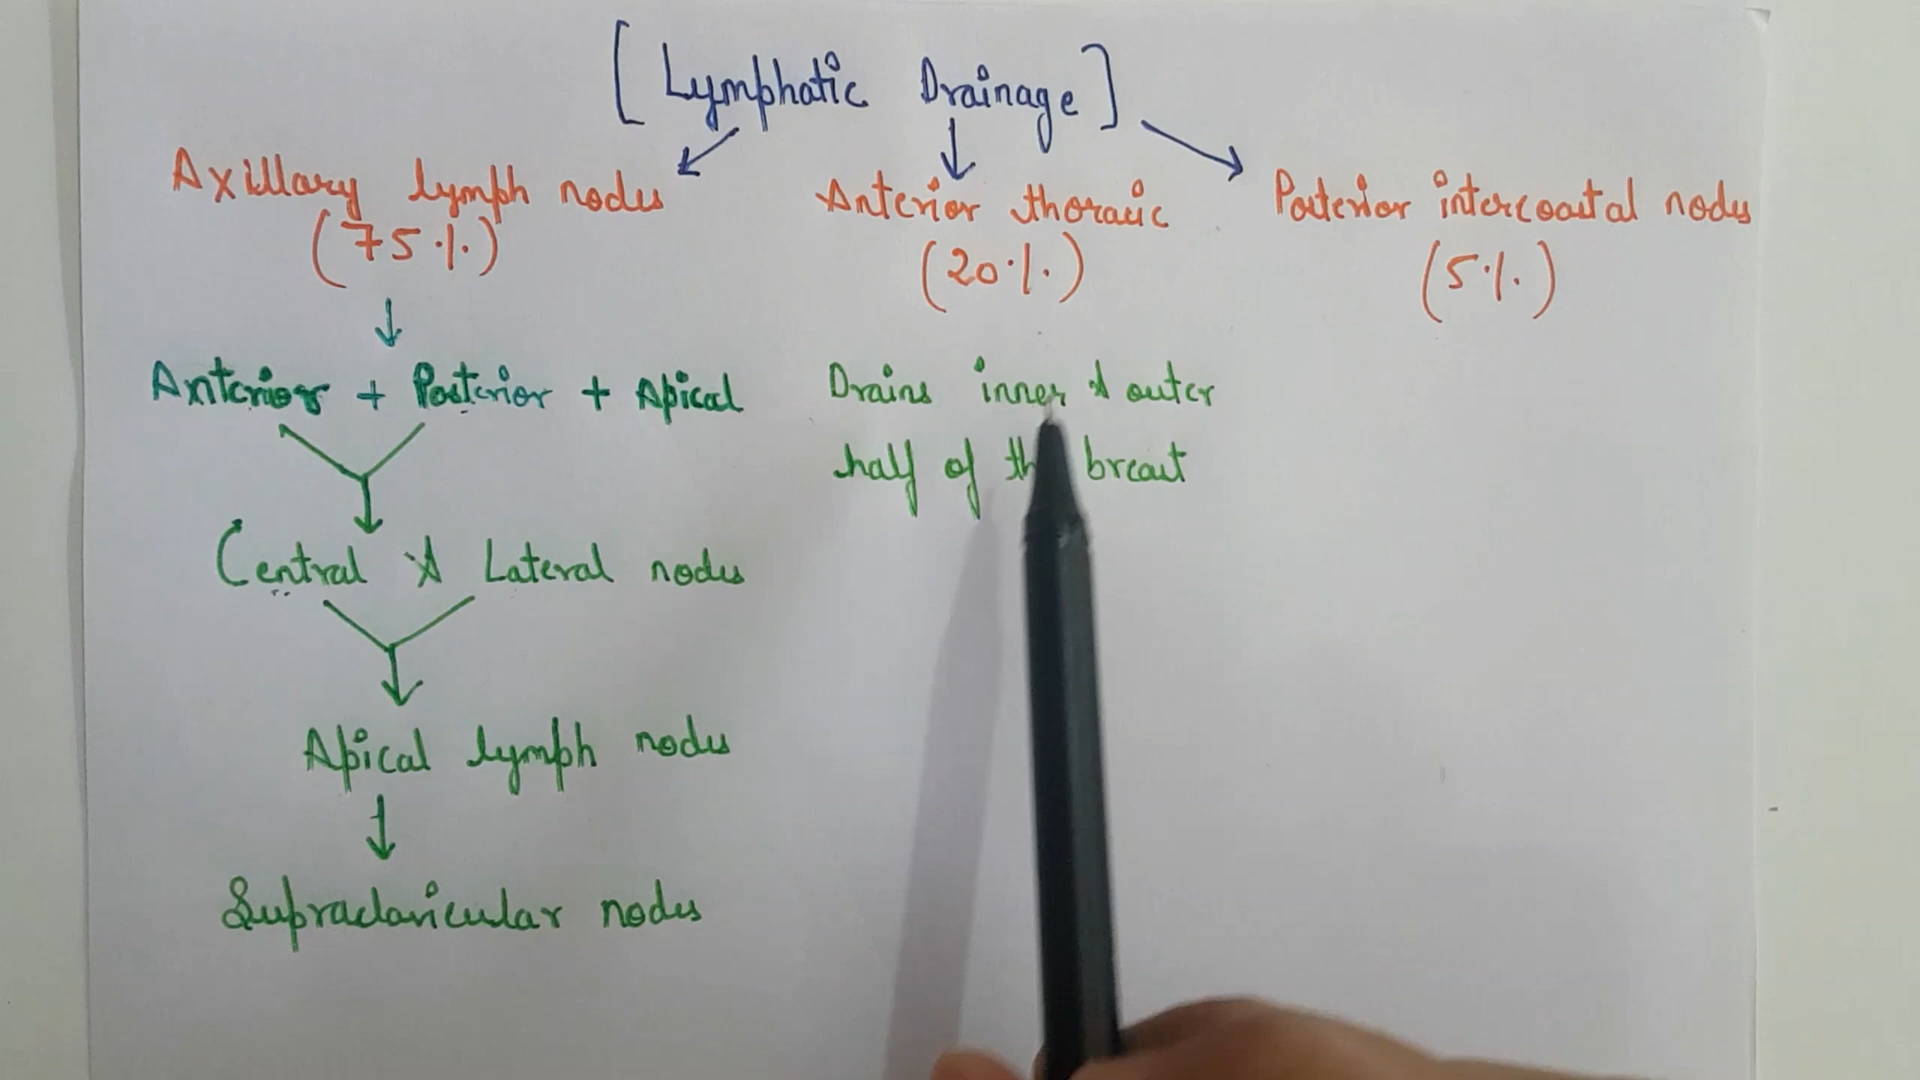 [Lymphatic Drainage]
Axillary lymph nodes
(75%)
Anterior thoracic
(20%)
Posterior intercoastal nodes
(5%)
Anterior + Posterior + Apical
Central & Lateral nodes
Apical lymph nodes
Supraclavicular nodes
Drains inner & outer
half of breast